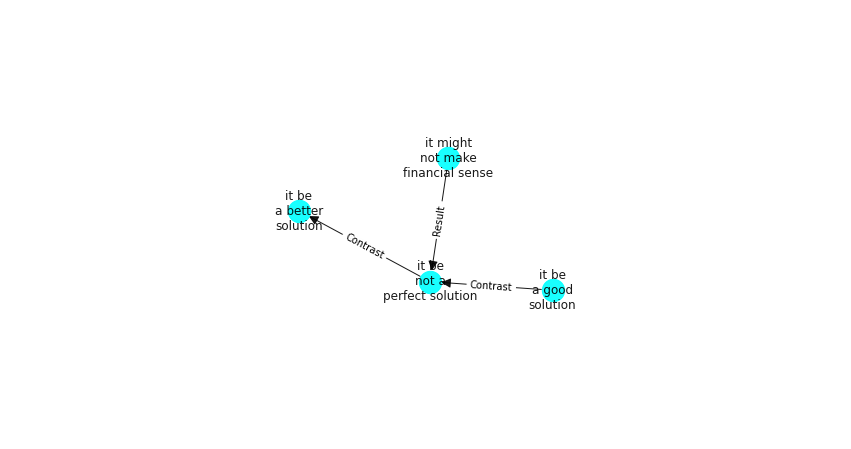 it might
not make
financial sense
it be
a better
solution
Result
Contrast
it be
not a
perfect solution
Contrast
it be
a good
solution